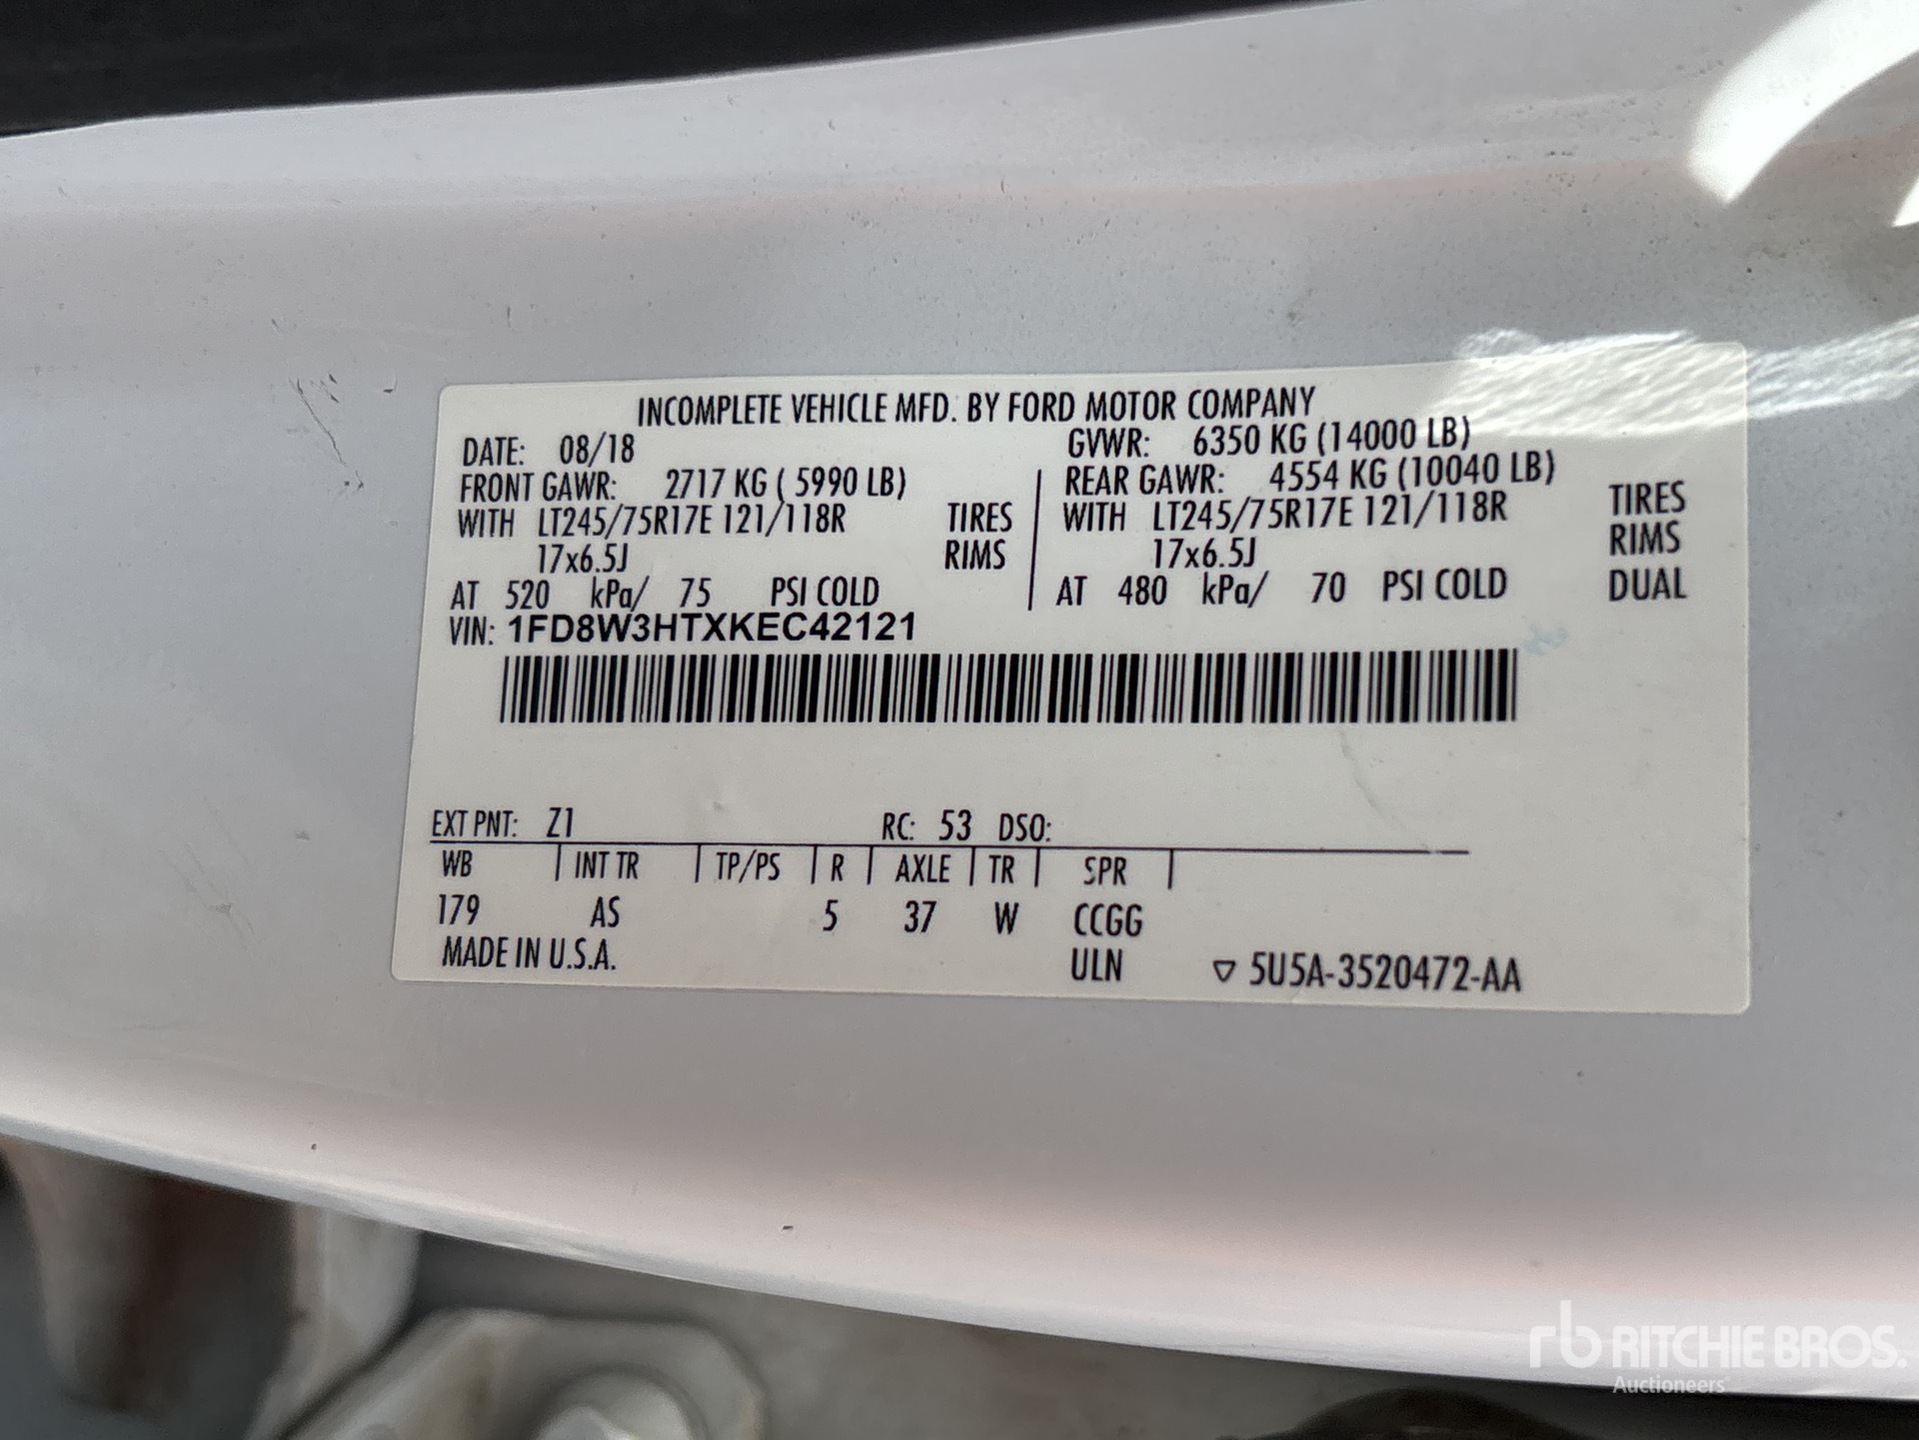 INCOMPLETE VEHICLE MFD. BY FORD MOTOR COMPANY
DATE: 08/18 GVWR: 6350 KG (14000 LB)
FRONT GAWR: 2717 KG ( 5990 LB) REAR GAWR: 4554 KG (10040 LB)
WITH LT245/75R17E 121/118R TIRES WITH LT245/75R17E 121/118R TIRES
17x6.5J RIMS 17x6.5J RIMS
AT 520 kPa/ 75 PSI COLD AT 480 kPa/ 70 PSI COLD DUAL
VIN: 1FD8W3HTXKEC42121
EXT PNT: Z1 RC: 53 DSO:
WB INT TR TP/PS R AXLE TR SPR
179 AS 5 37 W CCGG
MADE IN U.S.A. ULN ▽ 5U5A-3520472-AA
rb RITCHIE BROS.
Auctioneers